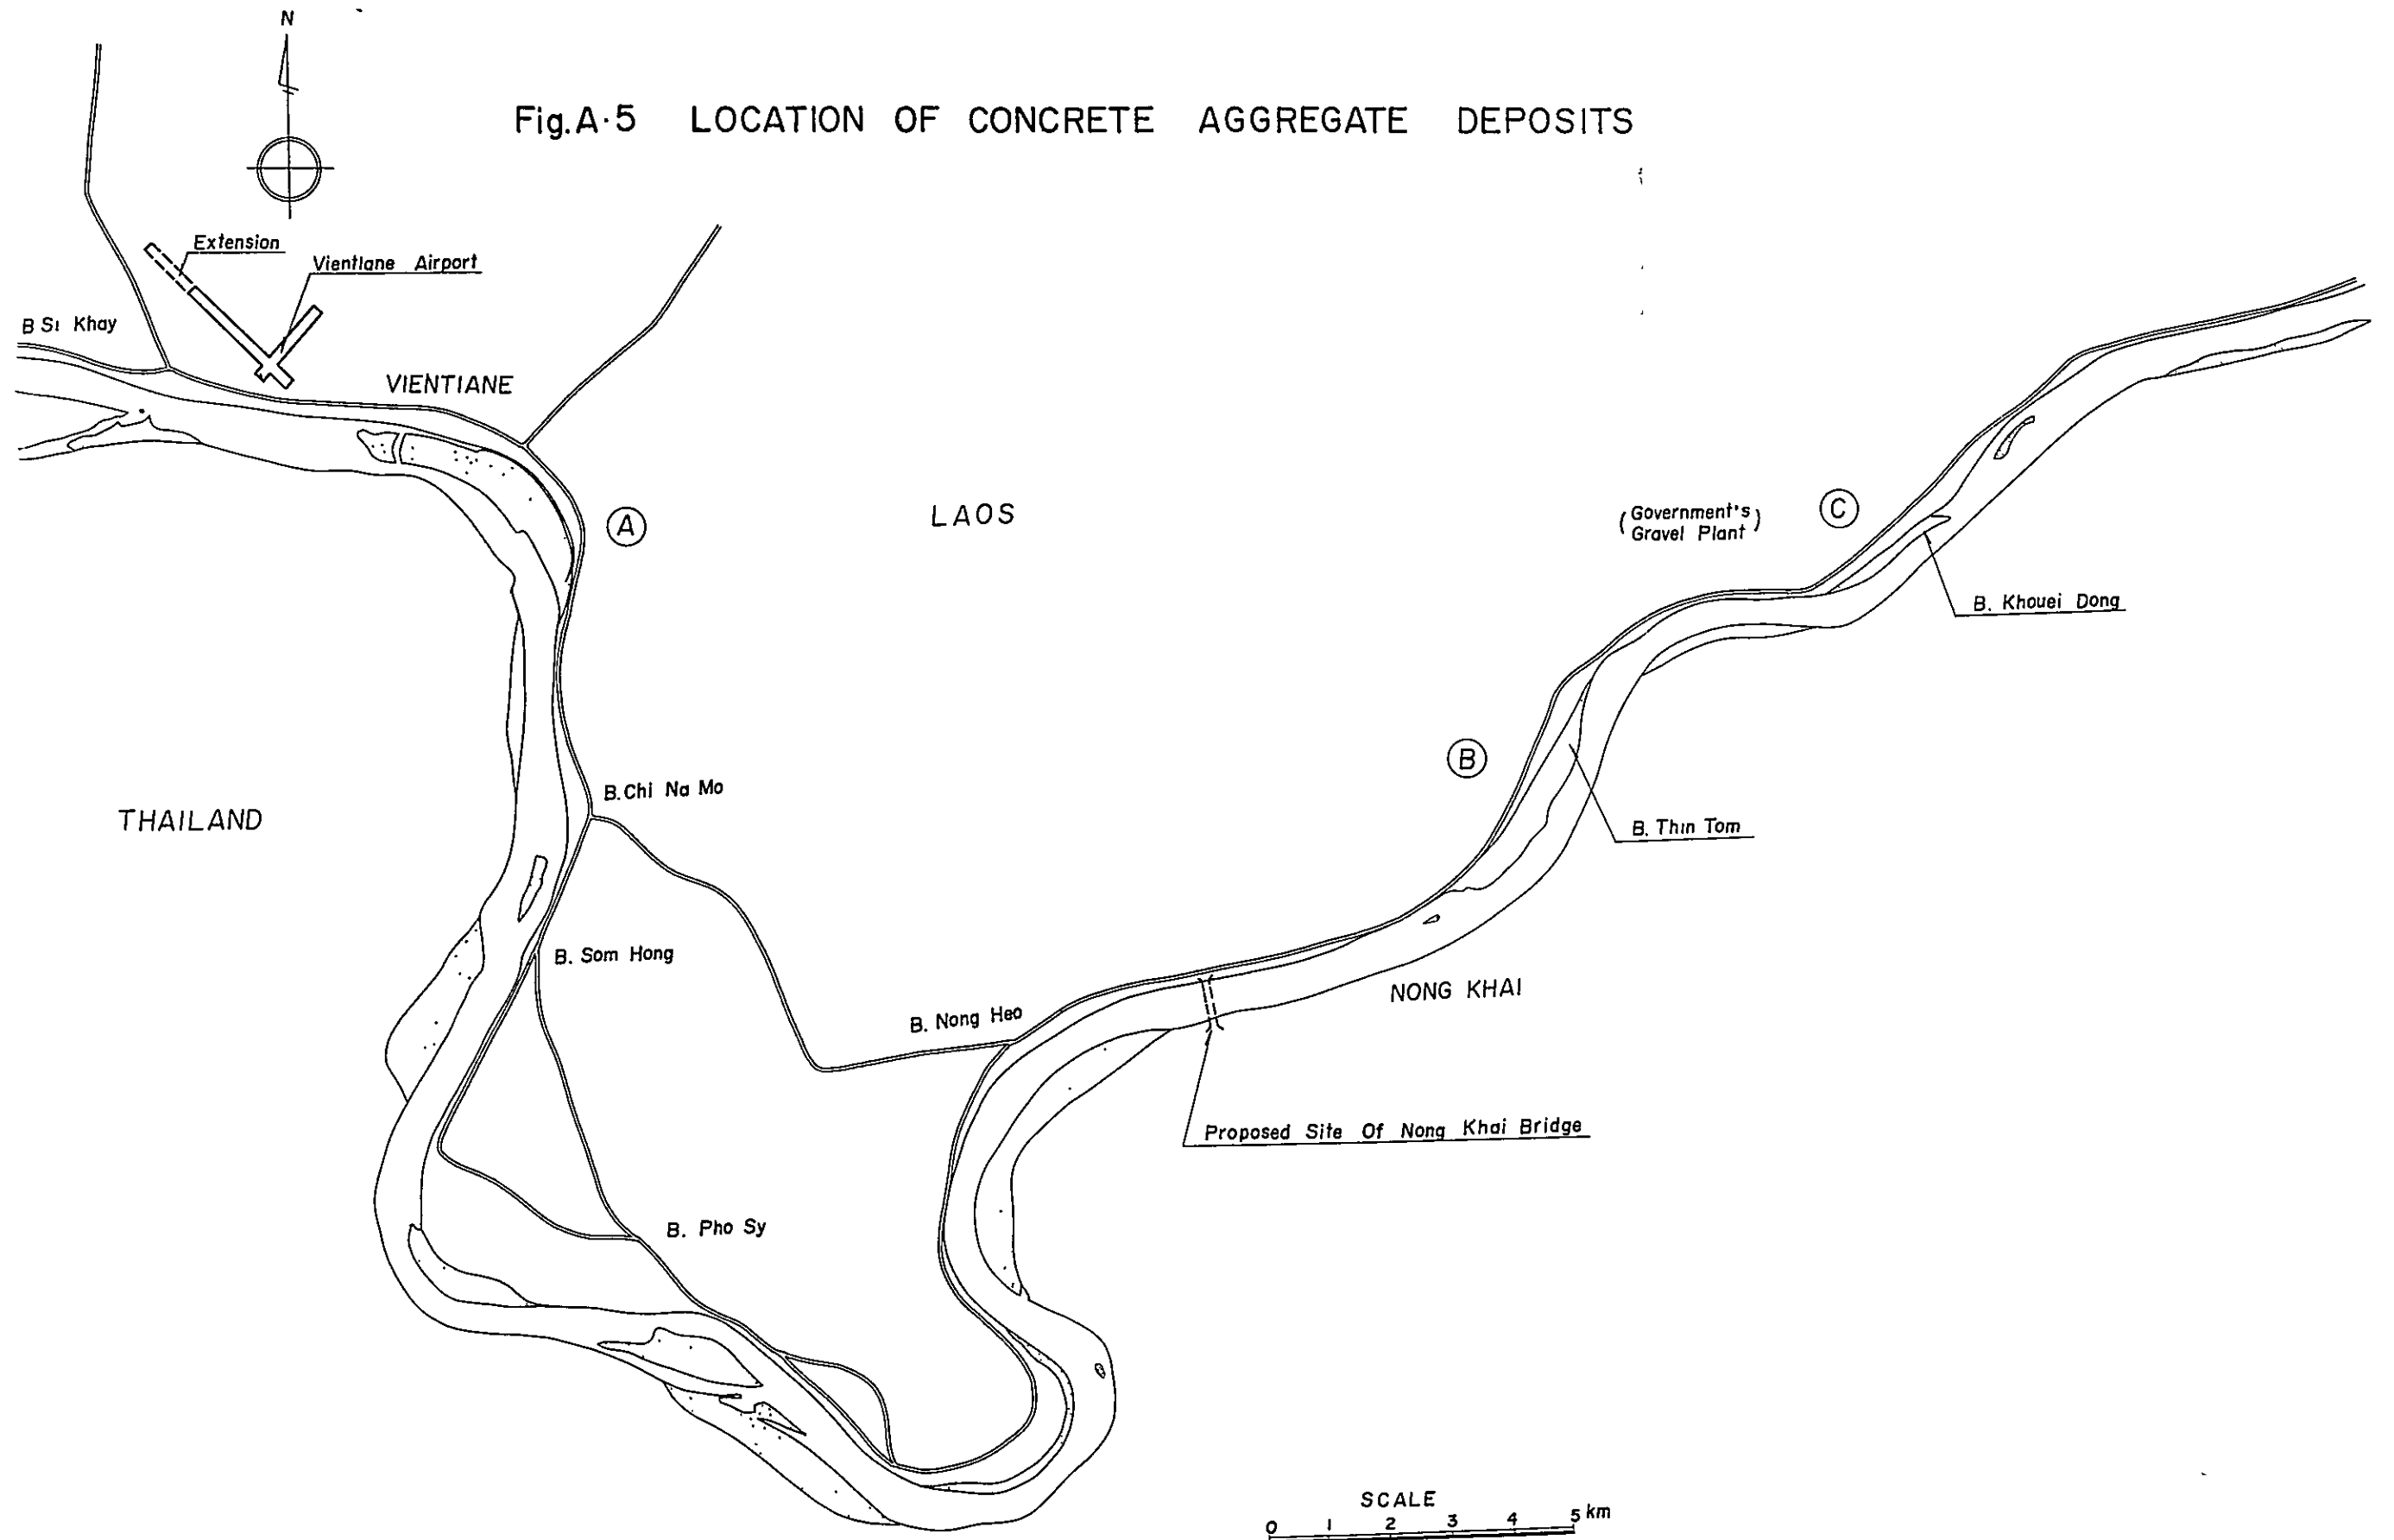 N
Fig.A·5 LOCATION OF CONCRETE AGGREGATE DEPOSITS
Extension
Vientiane Airport
B Si Khay
VIENTIANE
A
LAOS
(Government's
Gravel Plant)
C
B. Khouei Dong
B
B. Thin Tom
THAILAND
B. Chi Na Mo
B. Som Hong
B. Nong Heo
NONG KHAI
Proposed Site Of Nong Khai Bridge
B. Pho Sy
SCALE
0 1 2 3 4 5 km